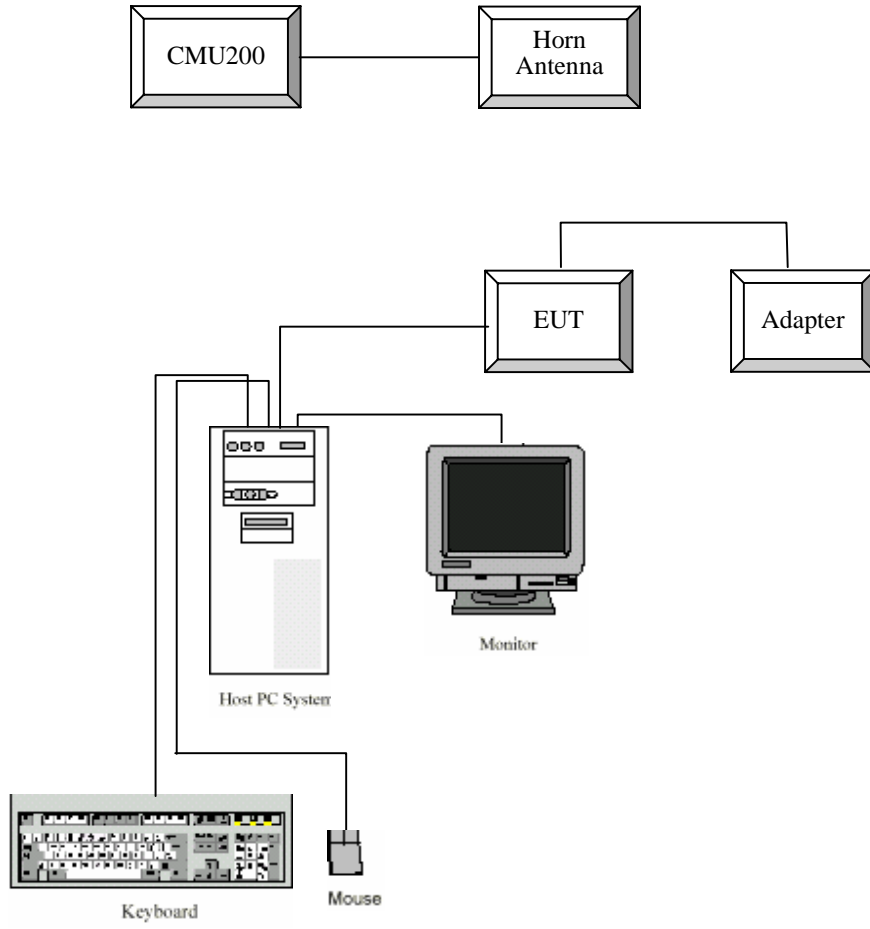 CMU200
Horn
Antenna
EUT
Adapter
Monitor
Host PC System
Keyboard
Mouse